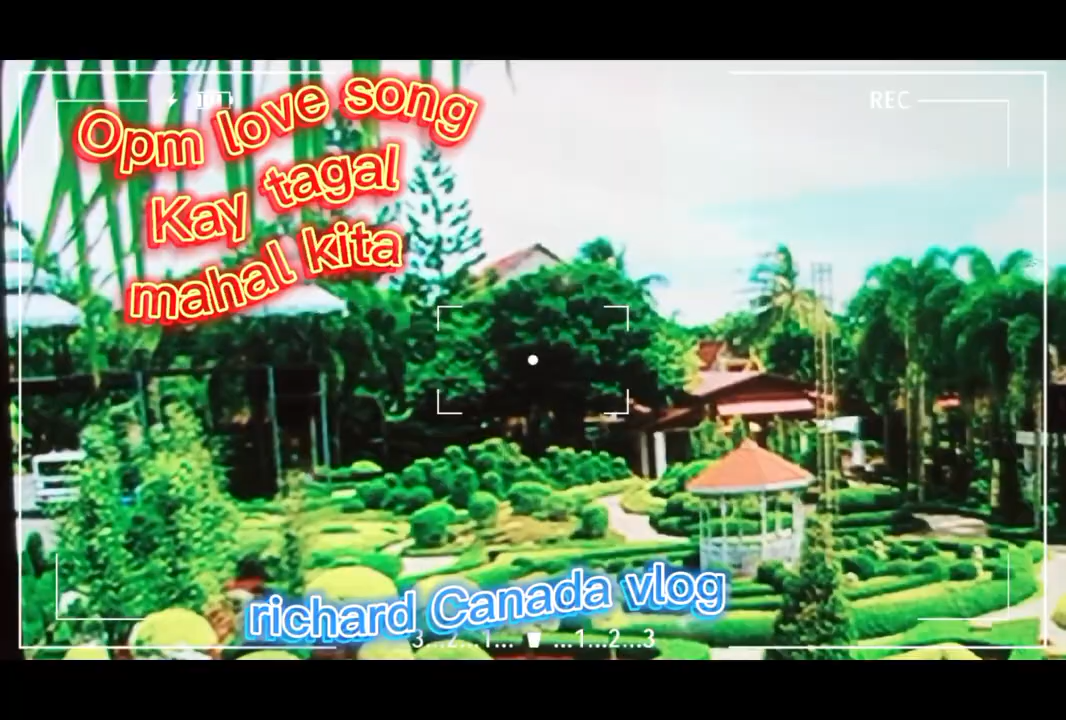 REC
Opm love song
Kay tagal
mahal kita
richard Canada vlog
3...2...1... ...1...2...3